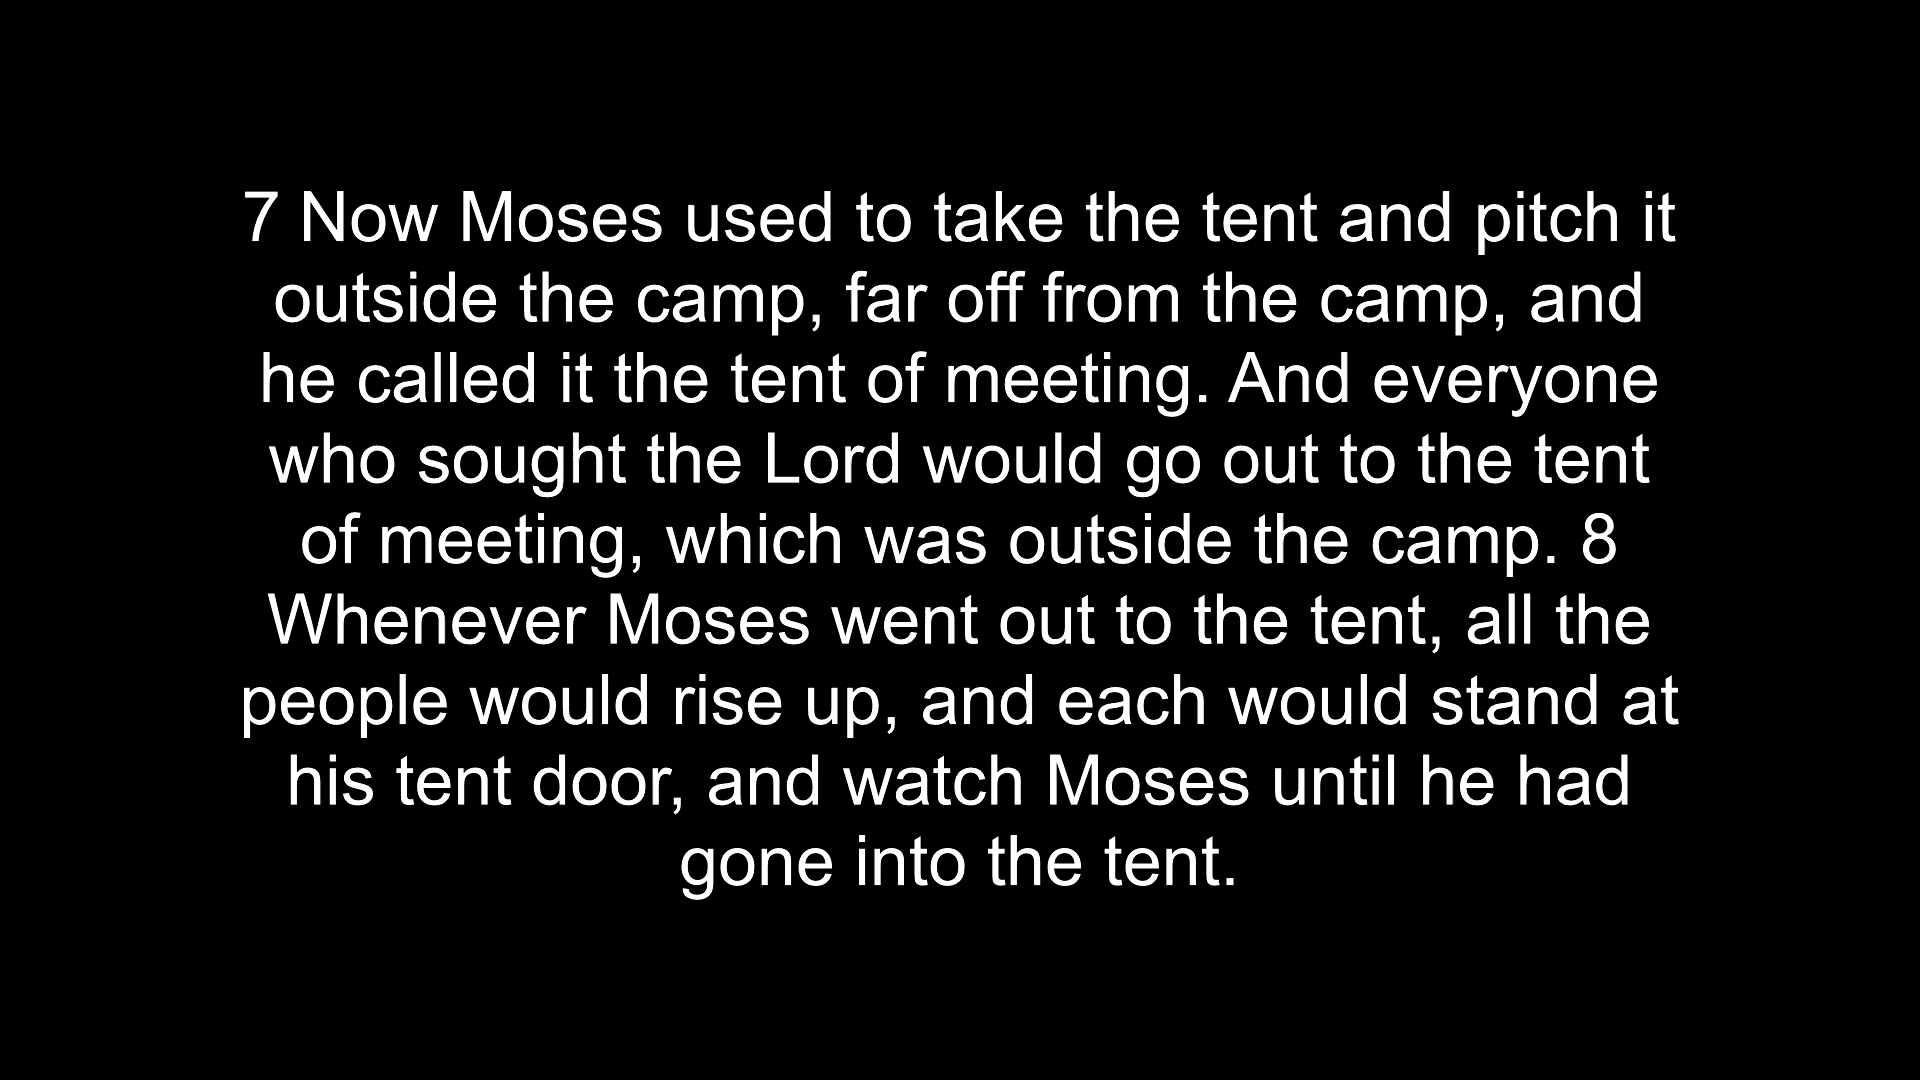 7 Now Moses used to take the tent and pitch it
outside the camp, far off from the camp, and
he called it the tent of meeting. And everyone
who sought the Lord would go out to the tent
of meeting, which was outside the camp. 8
Whenever Moses went out to the tent, all the
people would rise up, and each would stand at
his tent door, and watch Moses until he had
gone into the tent.